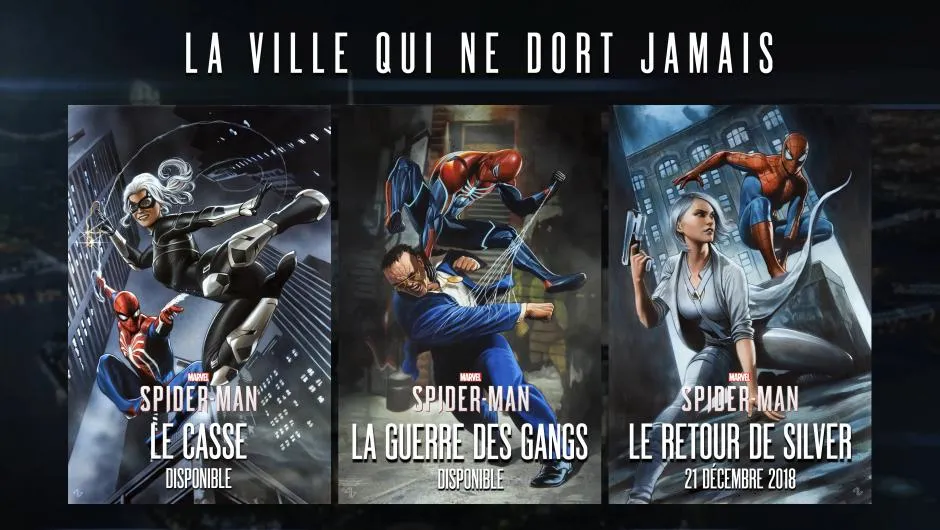 LA VILLE QUI NE DORT JAMAIS
MARVEL
SPIDER-MAN
LE CASSE
DISPONIBLE
MARVEL
SPIDER-MAN
LA GUERRE DES GANGS
DISPONIBLE
MARVEL
SPIDER-MAN
LE RETOUR DE SILVER
21 DÉCEMBRE 2018